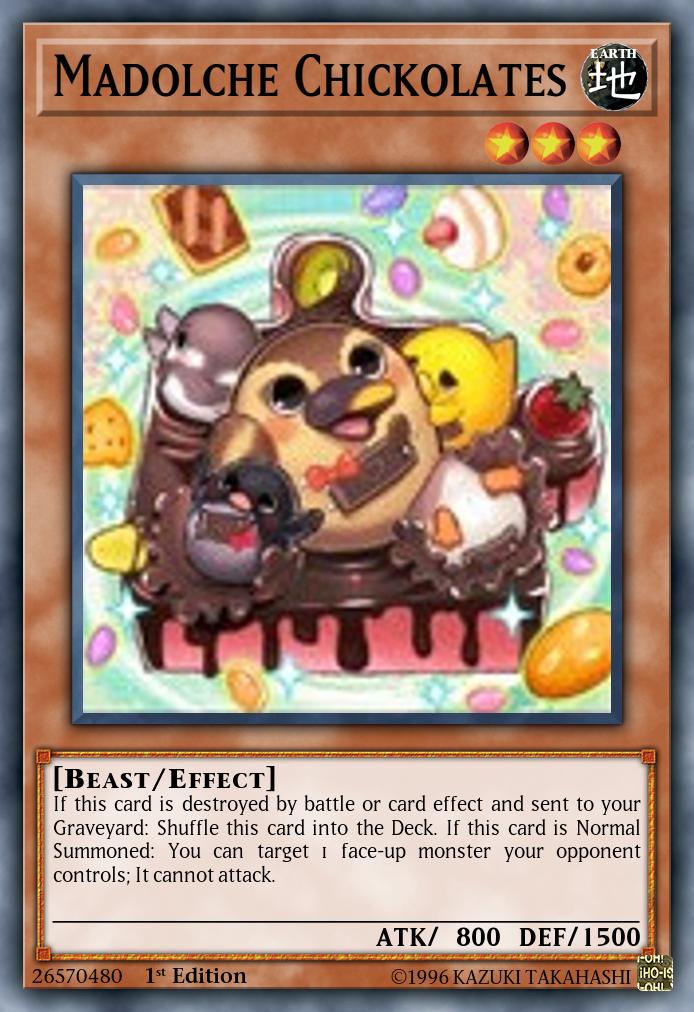 Madolche Chickolates
EARTH
地
[Beast/Effect]
If this card is destroyed by battle or card effect and sent to your
Graveyard: Shuffle this card into the Deck. If this card is Normal
Summoned: You can target 1 face-up monster your opponent
controls; It cannot attack.
ATK/ 800 DEF/1500
26570480 1st Edition ©1996 KAZUKI TAKAHASHI